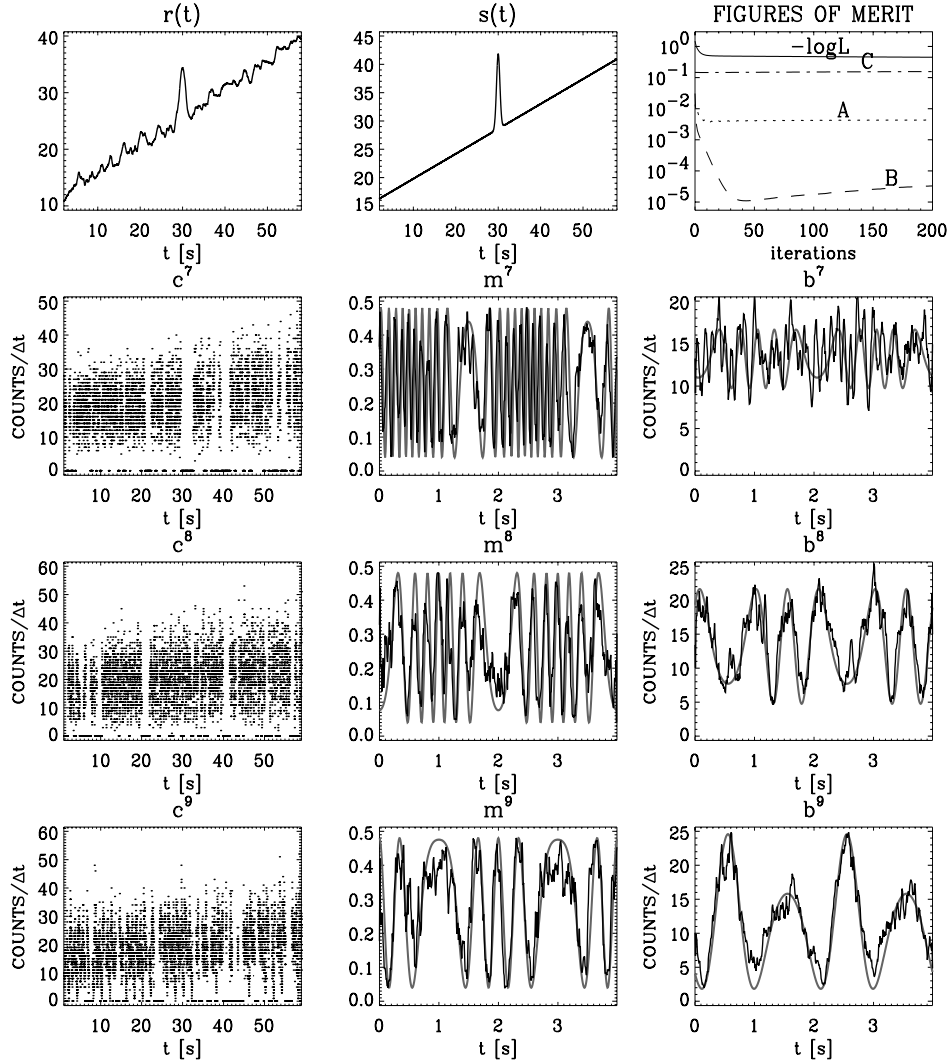 r(t) s(t) FIGURES OF MERIT
40 30 20 10
10 20 30 40 50
t [s]
40 35 30 25 20 15
10 20 30 40 50
t [s]
-logL
C
A
B
10^0 10^-1 10^-2 10^-3 10^-4 10^-5
0 50 100 150 200
iterations
c^7 m^7 b^7
COUNTS/Δt
50 40 30 20 10 0
10 20 30 40 50
t [s]
0.5 0.4 0.3 0.2 0.1 0.0
0 1 2 3
t [s]
COUNTS/Δt
20 15 10 5 0
0 1 2 3
t [s]
c^8 m^8 b^8
COUNTS/Δt
60 50 40 30 20 10 0
10 20 30 40 50
t [s]
0.5 0.4 0.3 0.2 0.1 0.0
0 1 2 3
t [s]
COUNTS/Δt
25 20 15 10 5 0
0 1 2 3
t [s]
c^9 m^9 b^9
COUNTS/Δt
60 50 40 30 20 10 0
10 20 30 40 50
t [s]
0.5 0.4 0.3 0.2 0.1 0.0
0 1 2 3
t [s]
COUNTS/Δt
25 20 15 10 5 0
0 1 2 3
t [s]